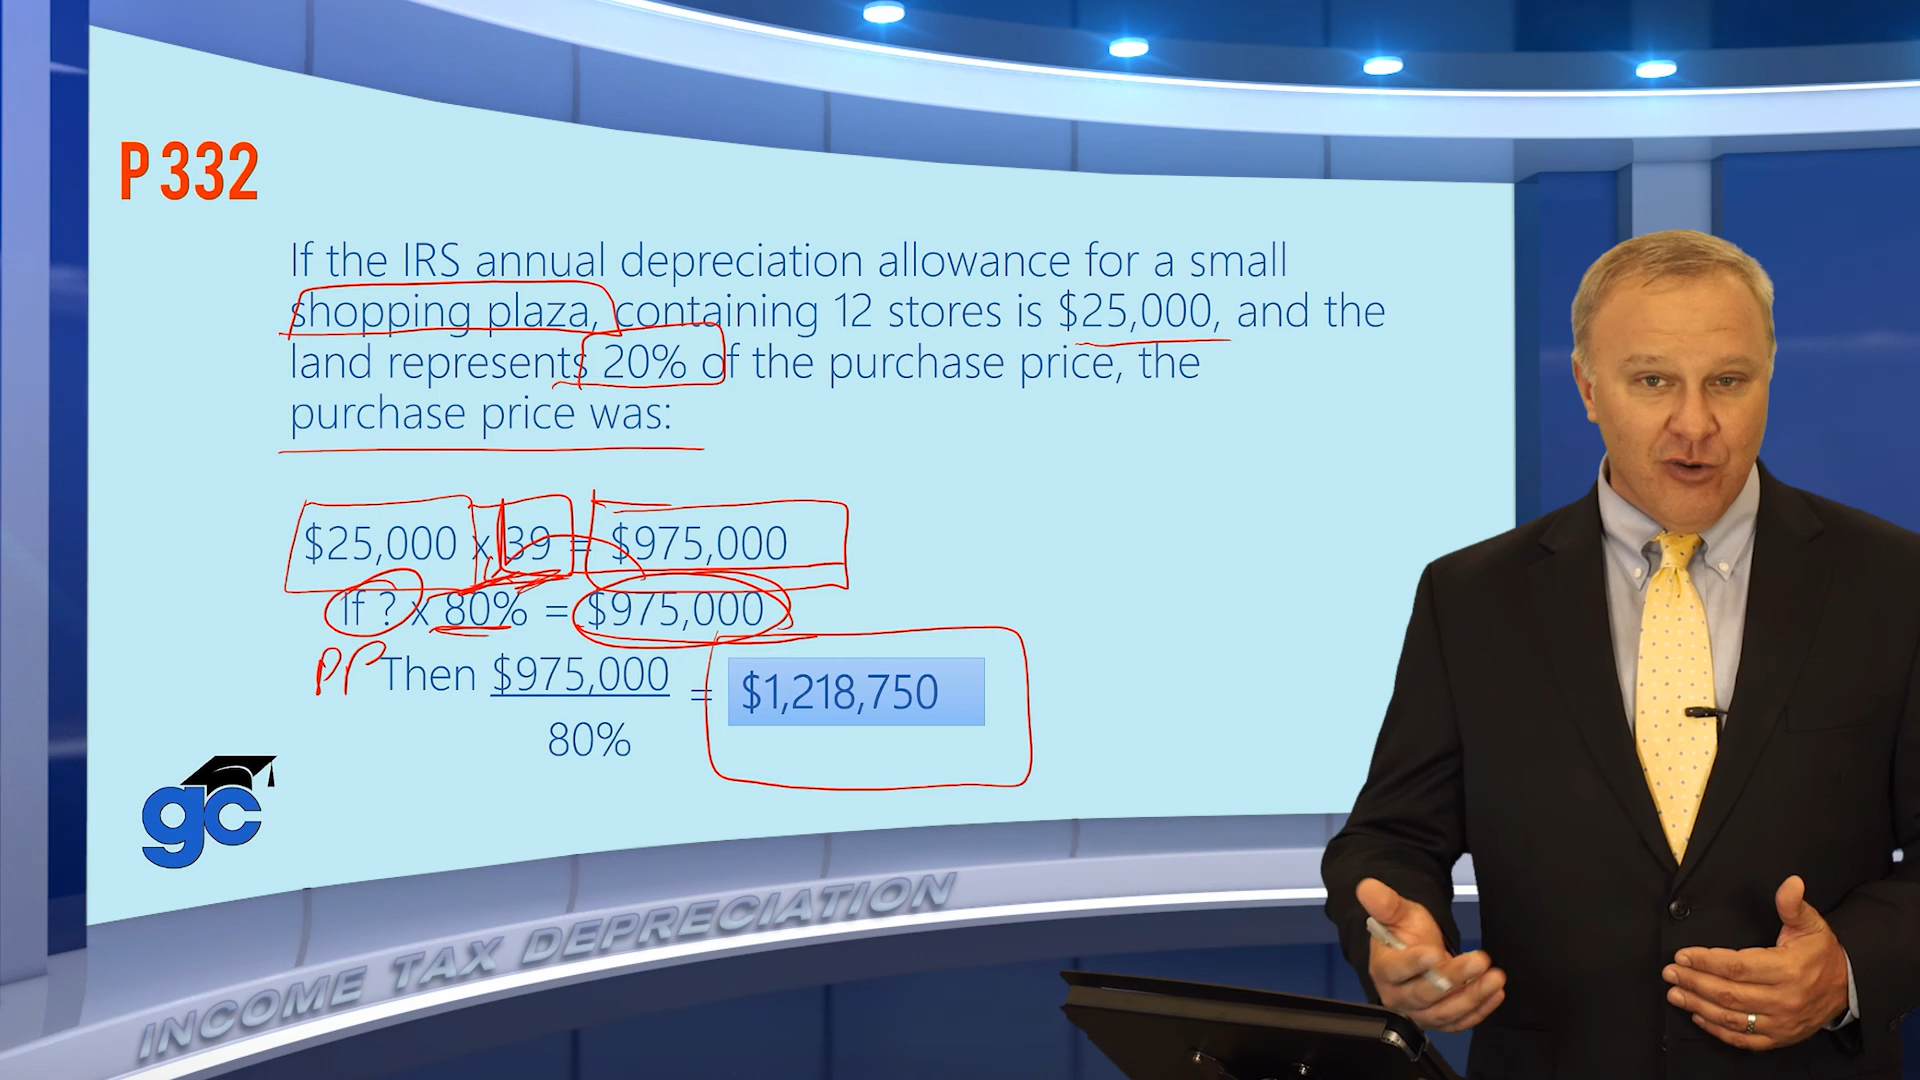 P 332
If the IRS annual depreciation allowance for a small
shopping plaza, containing 12 stores is $25,000, and the
land represents 20% of the purchase price, the
purchase price was:
$25,000 x 39 = $975,000
If ? x 80% = $975,000
PP
Then $975,000 = $1,218,750
80%
gc
INCOME TAX DEPRECIATION